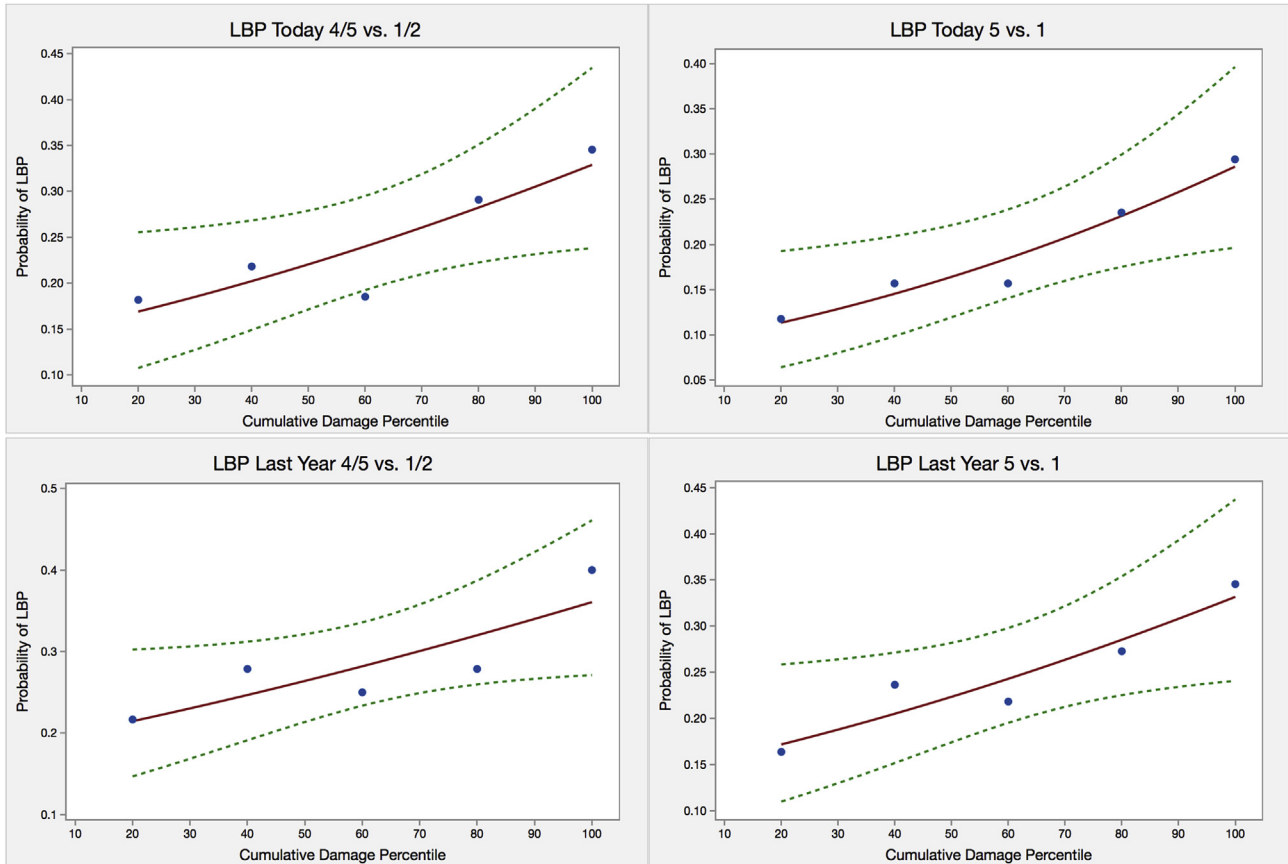 LBP Today 4/5 vs. 1/2
0.45
0.40
0.35
0.30
0.25
0.20
0.15
0.10
Probability of LBP
10 20 30 40 50 60 70 80 90 100
Cumulative Damage Percentile
LBP Today 5 vs. 1
0.40
0.35
0.30
0.25
0.20
0.15
0.10
0.05
Probability of LBP
10 20 30 40 50 60 70 80 90 100
Cumulative Damage Percentile
LBP Last Year 4/5 vs. 1/2
0.5
0.4
0.3
0.2
0.1
Probability of LBP
10 20 30 40 50 60 70 80 90 100
Cumulative Damage Percentile
LBP Last Year 5 vs. 1
0.45
0.40
0.35
0.30
0.25
0.20
0.15
0.10
Probability of LBP
10 20 30 40 50 60 70 80 90 100
Cumulative Damage Percentile